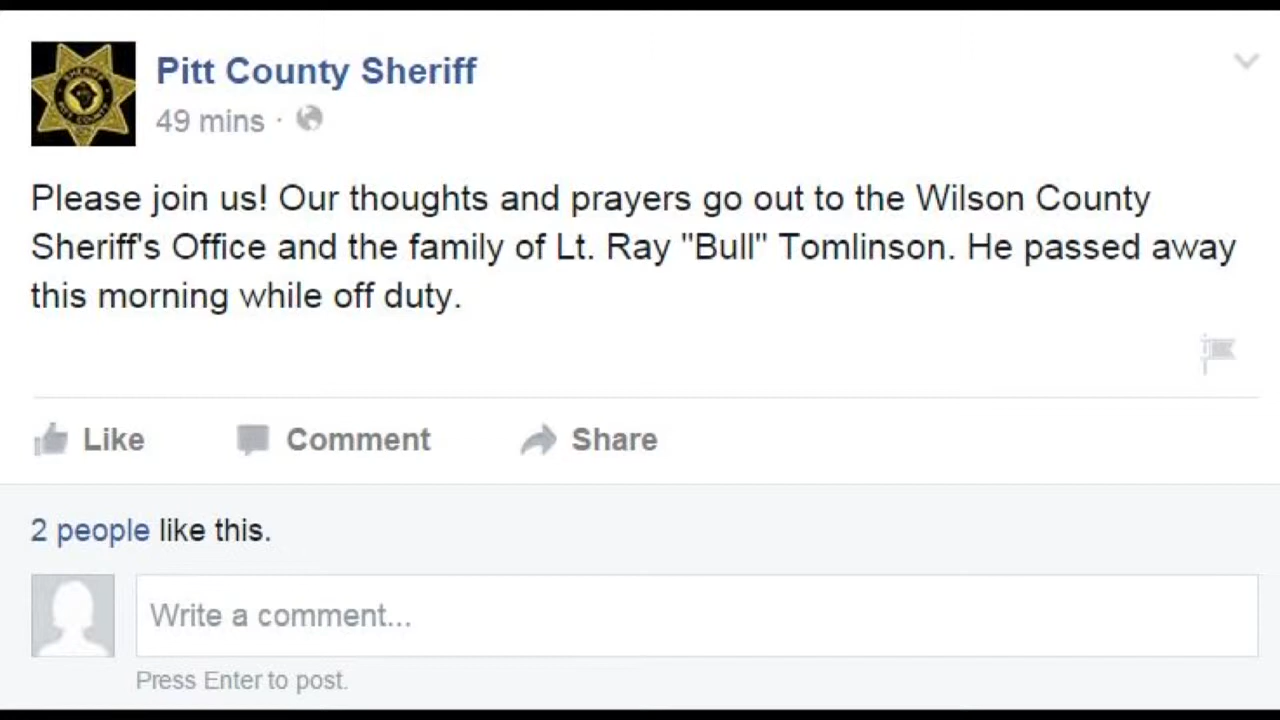 Pitt County Sheriff
49 mins ·
Please join us! Our thoughts and prayers go out to the Wilson County
Sheriff's Office and the family of Lt. Ray "Bull" Tomlinson. He passed away
this morning while off duty.
Like Comment Share
2 people like this.
Write a comment...
Press Enter to post.